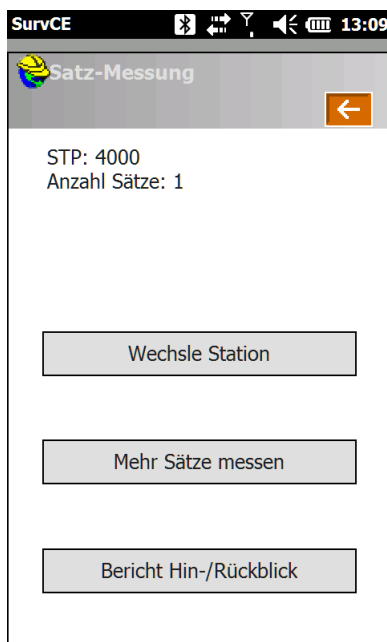 SurvCE 13:09
Satz-Messung
STP: 4000
Anzahl Sätze: 1
Wechsle Station
Mehr Sätze messen
Bericht Hin-/Rückblick